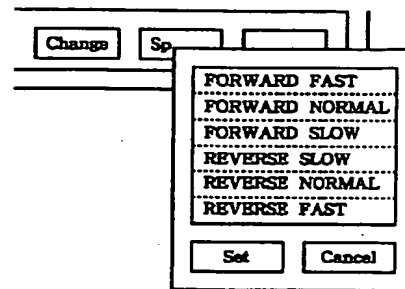 Change Sp
FORWARD FAST
FORWARD NORMAL
FORWARD SLOW
REVERSE SLOW
REVERSE NORMAL
REVERSE FAST
Set Cancel